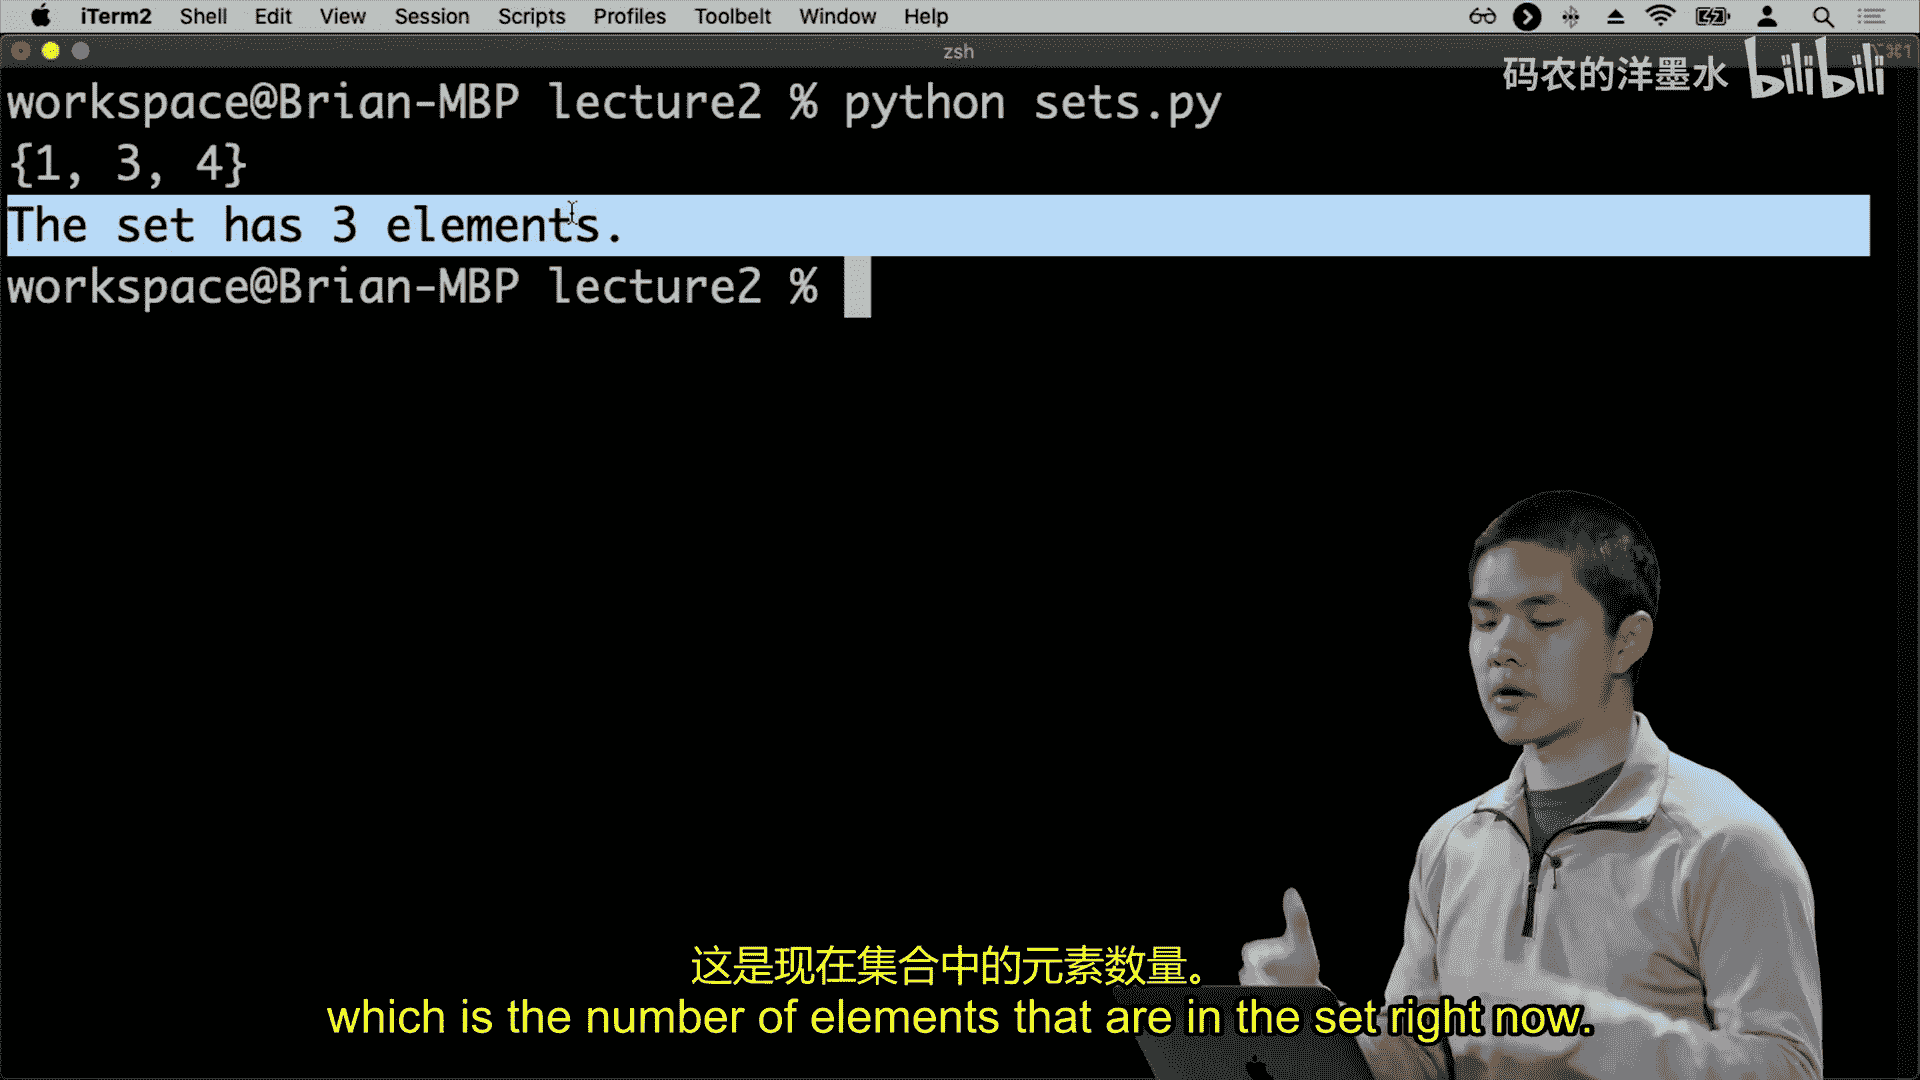 iTerm2 Shell Edit View Session Scripts Profiles Toolbelt Window Help
zsh
⌘1
码农的洋墨水 bilibili
workspace@Brian-MBP lecture2 % python sets.py
{1, 3, 4}
The set has 3 elements.
workspace@Brian-MBP lecture2 %
这是现在集合中的元素数量。
which is the number of elements that are in the set right now.